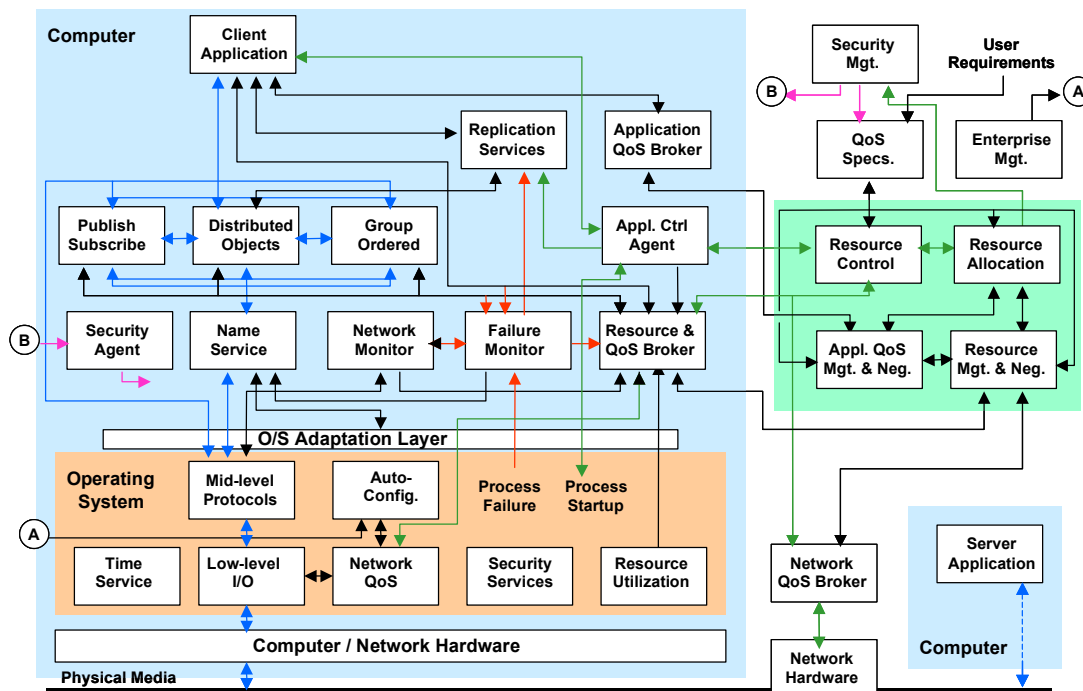 Computer
Client
Application
Security
Mgt.
User
Requirements
B
A
Replication
Services
Application
QoS Broker
QoS
Specs.
Enterprise
Mgt.
Publish
Subscribe
Distributed
Objects
Group
Ordered
Appl. Ctrl
Agent
Resource
Control
Resource
Allocation
B
Security
Agent
Name
Service
Network
Monitor
Failure
Monitor
Resource &
QoS Broker
Appl. QoS
Mgt. & Neg.
Resource
Mgt. & Neg.
O/S Adaptation Layer
Operating
System
Mid-level
Protocols
Auto-
Config.
Process
Failure
Process
Startup
A
Time
Service
Low-level
I/O
Network
QoS
Security
Services
Resource
Utilization
Network
QoS Broker
Server
Application
Computer / Network Hardware
Computer
Network
Hardware
Physical Media